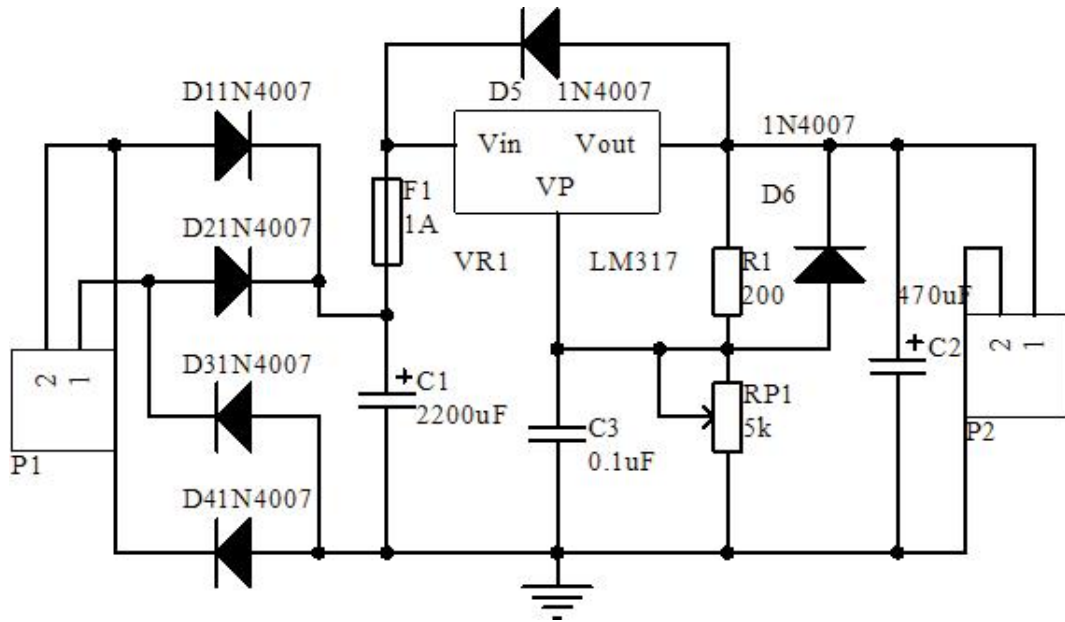 D11N4007
D5 1N4007
1N4007
Vin Vout
VP
F1
1A
D6
D21N4007
VR1 LM317
R1
200
470uF
2 1
2 1
D31N4007
+
C1
2200uF
+
C2
RP1
5k
C3
0.1uF
P1
P2
D41N4007